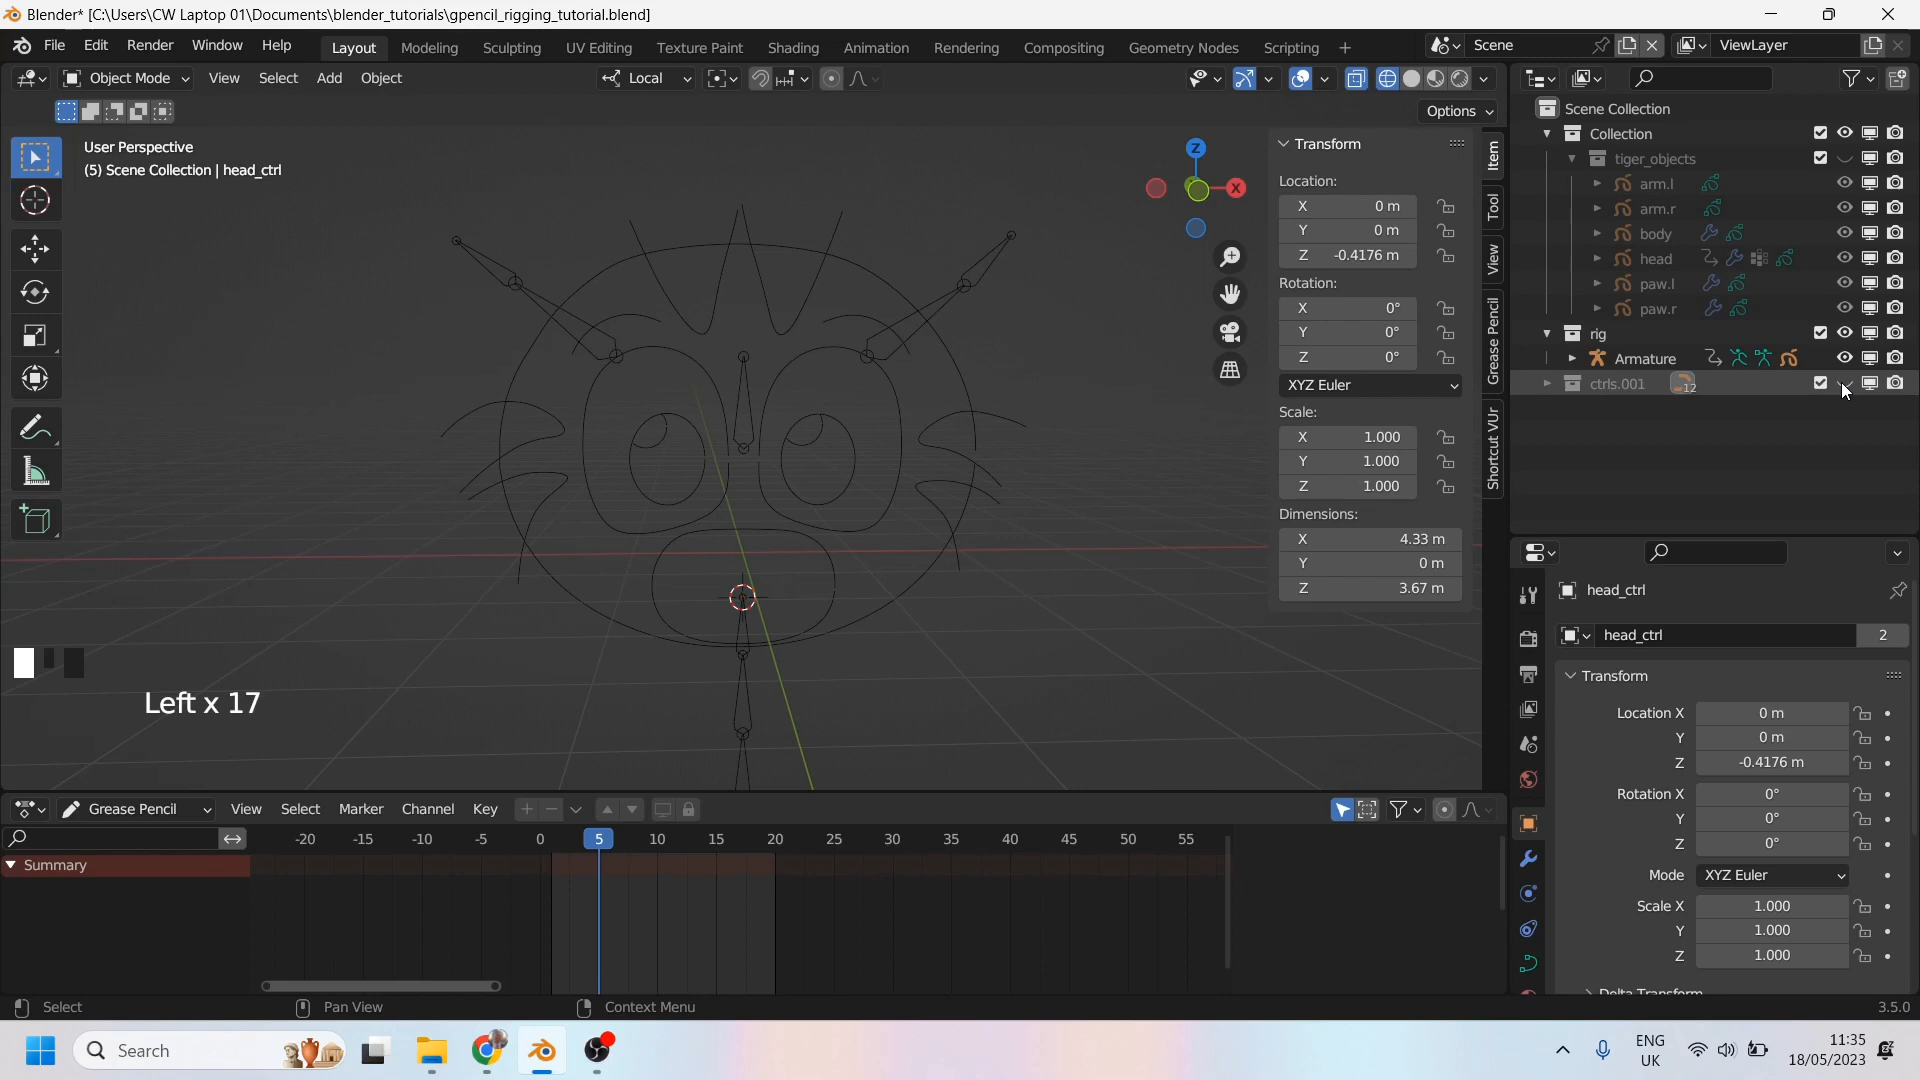 Blender* [C:\Users\CW Laptop 01\Documents\blender_tutorials\gpencil_rigging_tutorial.blend]
File Edit Render Window Help Layout Modeling Sculpting UV Editing Texture Paint Shading Animation Rendering Compositing Geometry Nodes Scripting + Scene ViewLayer
Object Mode View Select Add Object Local
Options
User Perspective
(5) Scene Collection | head_ctrl
Z
X
Transform
Location:
X 0 m
Y 0 m
Z -0.4176 m
Rotation:
X 0°
Y 0°
Z 0°
XYZ Euler
Scale:
X 1.000
Y 1.000
Z 1.000
Dimensions:
X 4.33 m
Y 0 m
Z 3.67 m
Item
Tool
View
Grease Pencil
Shortcut VUr
Scene Collection
Collection
tiger_objects
arm.l
arm.r
body
head
paw.l
paw.r
rig
Armature
ctrls.001 12
head_ctrl
head_ctrl 2
Transform
Location X 0 m
Y 0 m
Z -0.4176 m
Rotation X 0°
Y 0°
Z 0°
Mode XYZ Euler
Scale X 1.000
Y 1.000
Z 1.000
Delta Transform
Left x 17
Grease Pencil View Select Marker Channel Key
-20 -15 -10 -5 0 5 10 15 20 25 30 35 40 45 50 55
Summary
Select Pan View Context Menu 3.5.0
Search
ENG
UK
11:35
18/05/2023